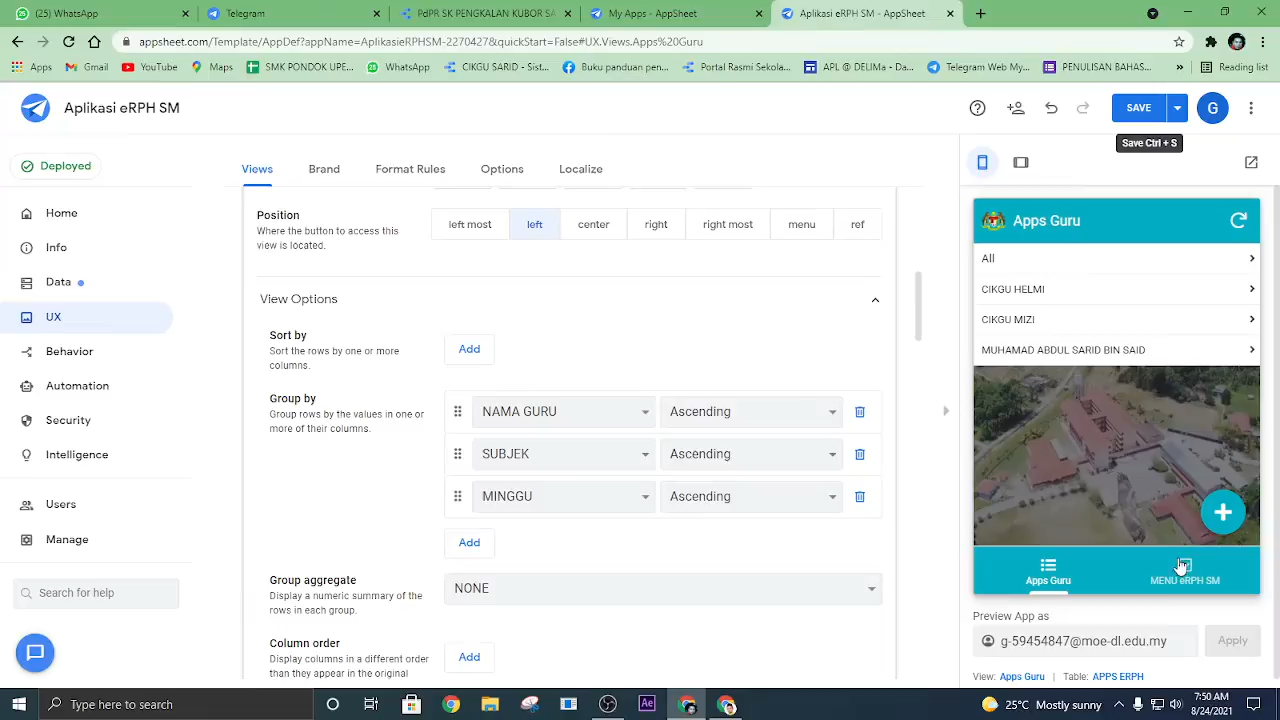 (25) WhatsApp
Telegram
PdPR SK PENGKALAN KUBOR SA
My Apps - AppSheet
Aplikasi eRPH SM - AppSheet
appsheet.com/Template/AppDef?appName=AplikasieRPHSM-2270427&quickStart=False#UX.Views.Apps%20Guru
Apps
Gmail
YouTube
Maps
SMK PONDOK UPE...
WhatsApp
CIKGU SARID - Sist...
Buku panduan pen...
Portal Rasmi Sekola...
APL @ DELIMa - Da...
Telegram Web My...
PENULISAN BAHAS...
»
Reading list
Aplikasi eRPH SM
SAVE
G
Save Ctrl + S
Deployed
Views
Brand
Format Rules
Options
Localize
Home
Info
Data
UX
Behavior
Automation
Security
Intelligence
Users
Manage
Search for help
Position
Where the button to access this
view is located.
left most
left
center
right
right most
menu
ref
View Options
Sort by
Sort the rows by one or more
columns.
Add
Group by
Group rows by the values in one or
more of their columns.
NAMA GURU
Ascending
SUBJEK
Ascending
MINGGU
Ascending
Add
Group aggregate
Display a numeric summary of the
rows in each group.
NONE
Column order
Display columns in a different order
than they appear in the original
Add
Apps Guru
All
CIKGU HELMI
CIKGU MIZI
MUHAMAD ABDUL SARID BIN SAID
Apps Guru
MENU eRPH SM
Preview App as
g-59454847@moe-dl.edu.my
Apply
View: Apps Guru | Table: APPS ERPH
Type here to search
Ae
25°C Mostly sunny
7:50 AM
8/24/2021